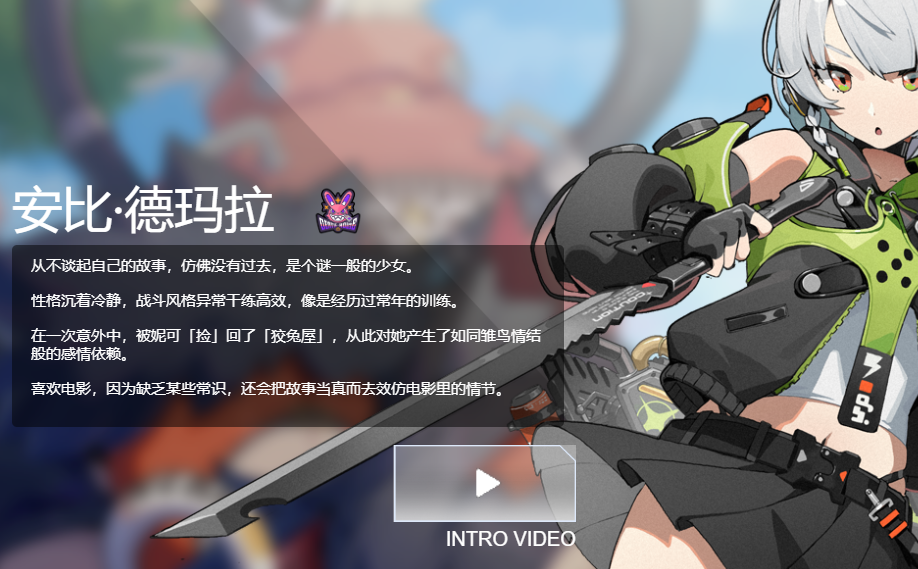 安比·德玛拉
从不谈起自己的故事，仿佛没有过去，是个谜一般的少女。
性格沉着冷静，战斗风格异常干练高效，像是经历过常年的训练。
在一次意外中，被妮可「捡」回了「狡兔屋」，从此对她产生了如同雏鸟情结
般的感情依赖。
喜欢电影，因为缺乏某些常识，还会把故事当真而去效仿电影里的情节。
INTRO VIDEO